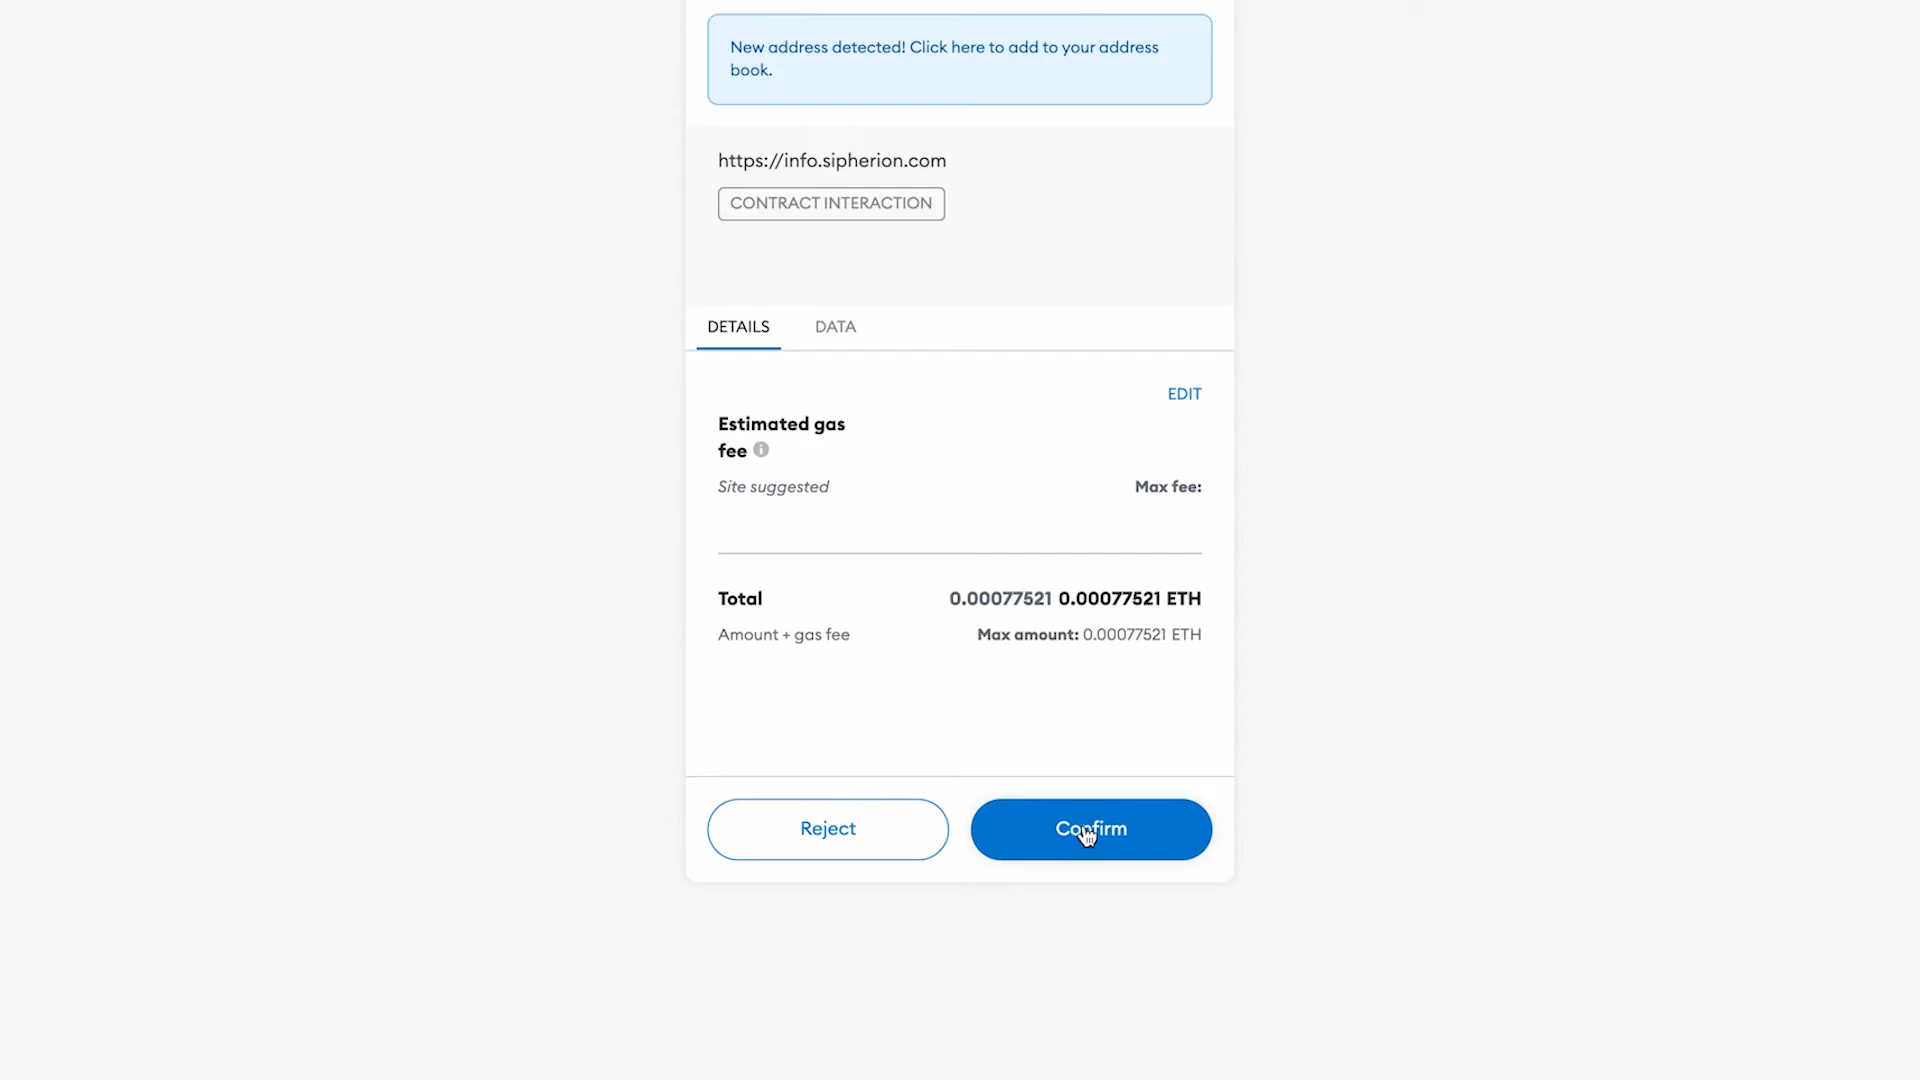 New address detected! Click here to add to your address
book.
https://info.sipherion.com
CONTRACT INTERACTION
DETAILS DATA
EDIT
Estimated gas
fee
Site suggested Max fee:
Total 0.00077521 0.00077521 ETH
Amount + gas fee Max amount: 0.00077521 ETH
Reject Confirm